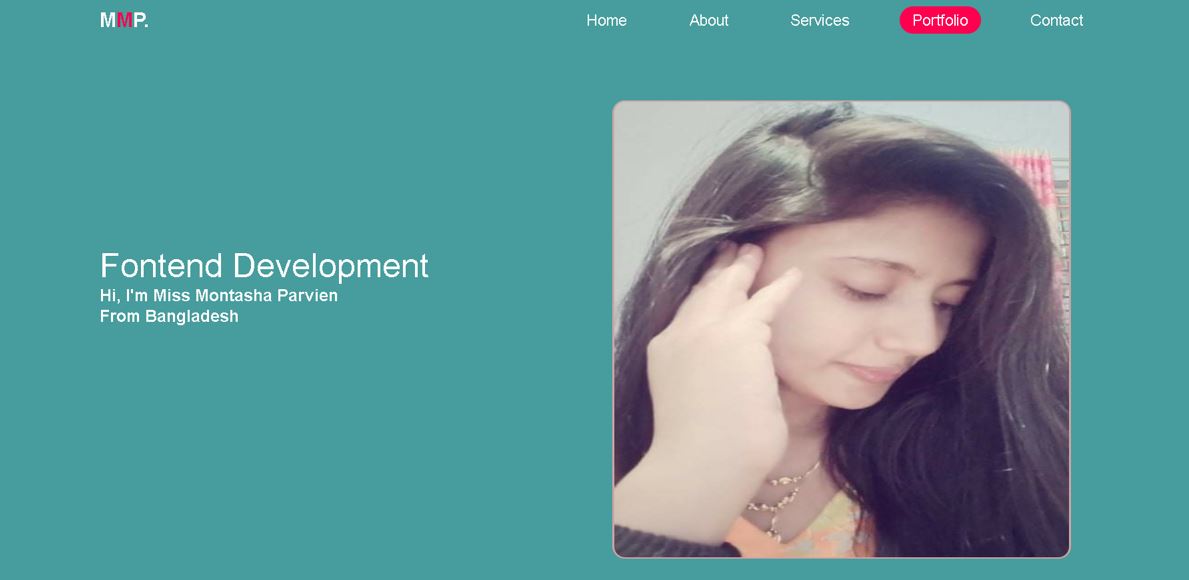 MMP.
Home About Services Portfolio Contact
Fontend Development
Hi, I'm Miss Montasha Parvien
From Bangladesh